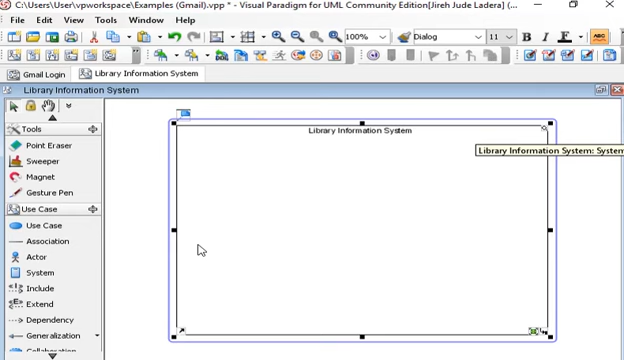 C:\Users\User\vpworkspace\Examples (Gmail).vpp * - Visual Paradigm for UML Community Edition[Jireh Jude Ladera] (...
File Edit View Tools Window Help
100% Dialog 11 B I F ABC
Gmail Login Library Information System
Library Information System
Tools
Point Eraser
Sweeper
Magnet
Gesture Pen
Use Case
Use Case
Association
Actor
System
Include
Extend
Dependency
Generalization
Collaboration
Library Information System
Library Information System: System